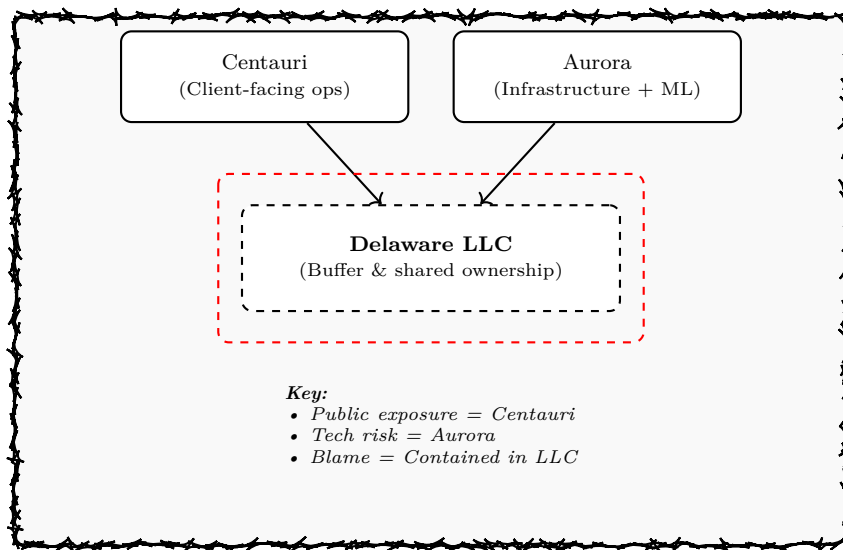 Centauri
(Client-facing ops)
Aurora
(Infrastructure + ML)
Delaware LLC
(Buffer & shared ownership)
Key:
• Public exposure = Centauri
• Tech risk = Aurora
• Blame = Contained in LLC